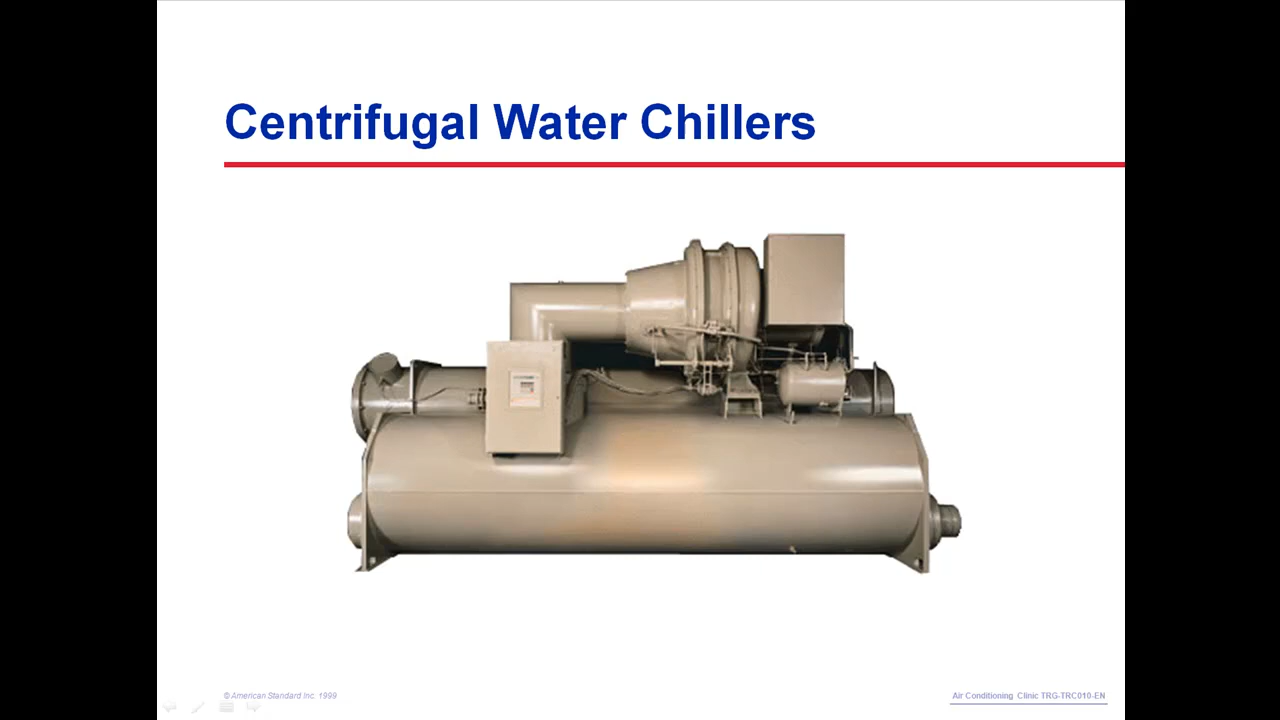 Centrifugal Water Chillers
© American Standard Inc. 1999
Air Conditioning Clinic TRG-TRC010-EN